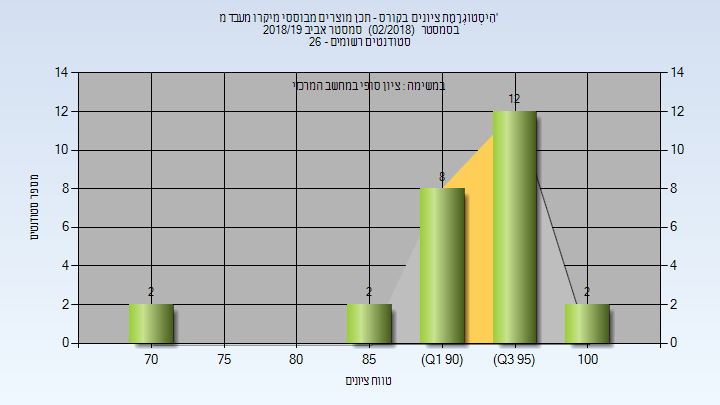 הִיסְטוֹגְרָמַת ציונים בקורס - תכן מוצרים מבוססי מיקרו מעבד מ'
בסמסטר (02/2018) סמסטר אביב 2018/19
סטודנטים רשומים - 26
במשימה : ציון סופי במחשב המרכזי
מספר סטודנטים
14 14
12 12
10 10
8 8
6 6
4 4
2 2
0 0
2 2 8 12 2
70 75 80 85 (Q1 90) (Q3 95) 100
טווח ציונים